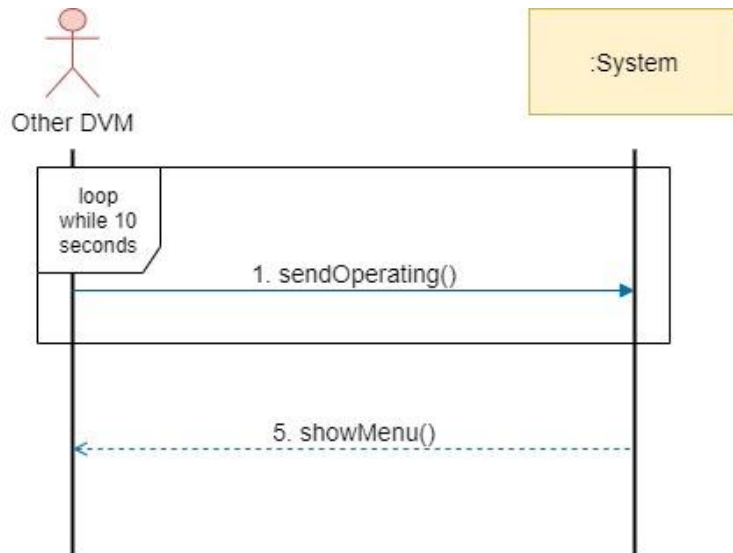 :System
Other DVM
loop
while 10
seconds
1. sendOperating()
5. showMenu()